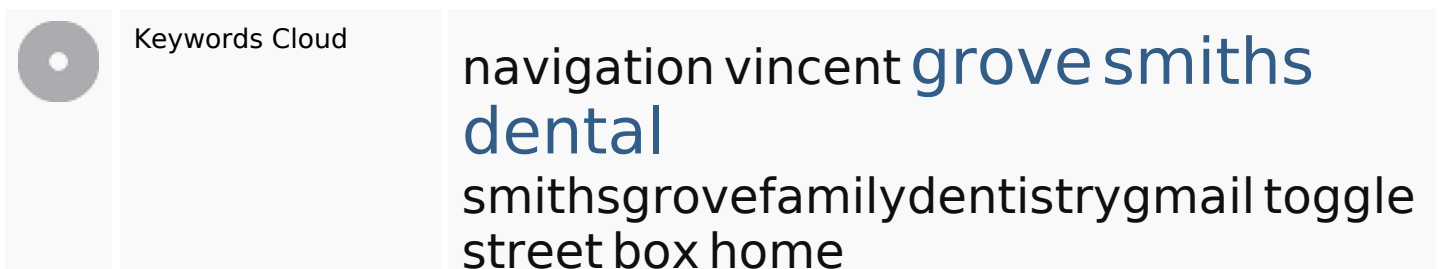 Keywords Cloud
navigation vincent grove smiths
dental
smithsgrovefamilydentistrygmail toggle
street box home